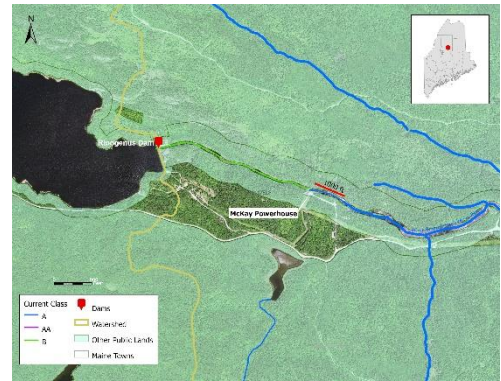 N
Ripogenus Dam
McKay Powerhouse
Current Class
A
AA
B
Dams
Watershed
Other Public Lands
Maine Towns